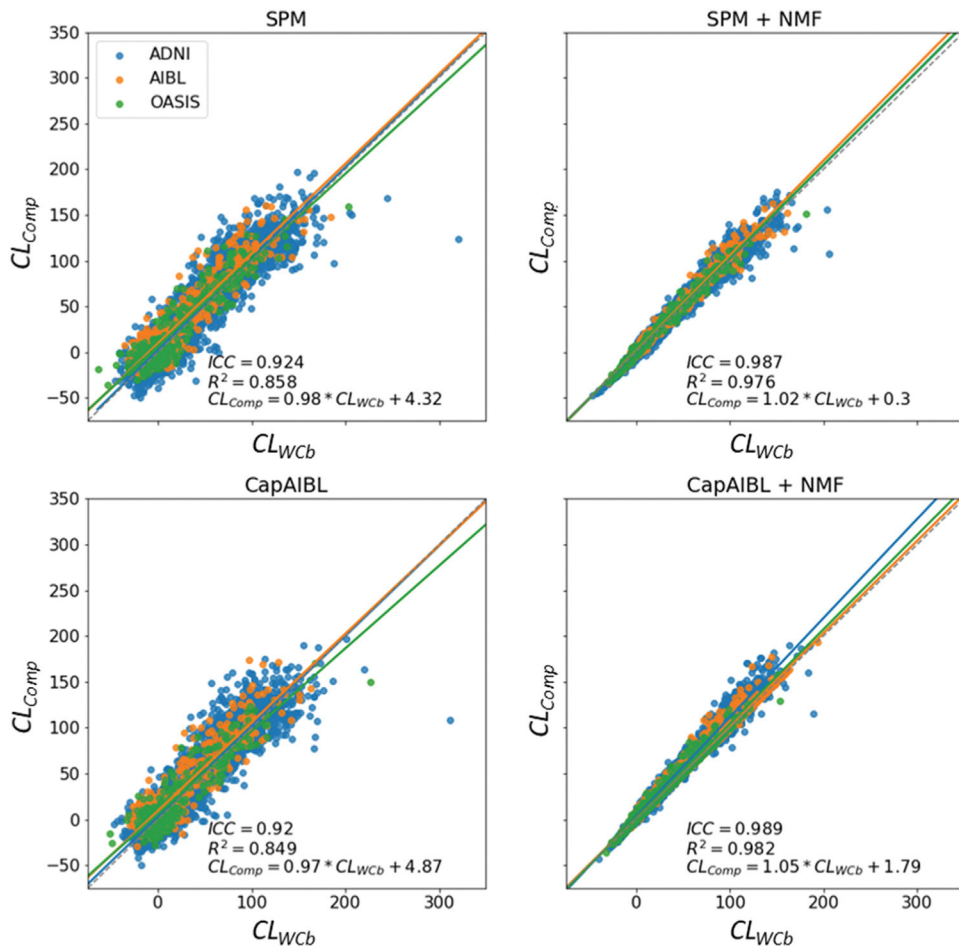 SPM
SPM + NMF
350
300
250
200
150
100
50
0
−50
ADNI
AIBL
OASIS
CL_Comp
CL_Comp
ICC = 0.924
R² = 0.858
CL_Comp = 0.98 * CL_WCb + 4.32
ICC = 0.987
R² = 0.976
CL_Comp = 1.02 * CL_WCb + 0.3
CL_WCb
CL_WCb
CapAIBL
CapAIBL + NMF
350
300
250
200
150
100
50
0
−50
CL_Comp
CL_Comp
ICC = 0.92
R² = 0.849
CL_Comp = 0.97 * CL_WCb + 4.87
ICC = 0.989
R² = 0.982
CL_Comp = 1.05 * CL_WCb + 1.79
0 100 200 300
0 100 200 300
CL_WCb
CL_WCb